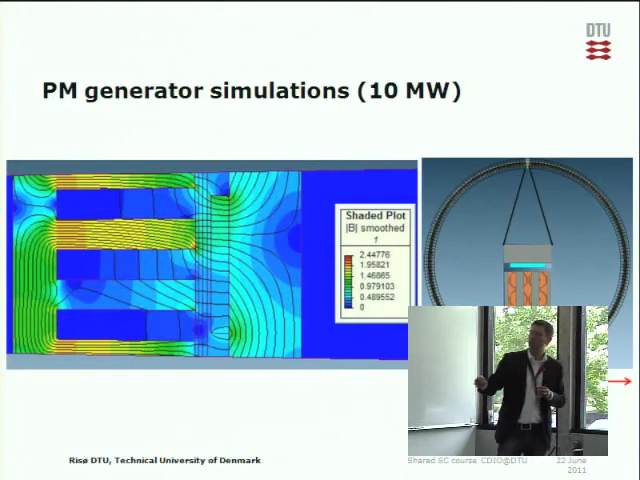 DTU
PM generator simulations (10 MW)
Shaded Plot
|B| smoothed
2.44776
1.95821
1.46865
0.979103
0.489552
0
Risø DTU, Technical University of Denmark
Shared SC course CDIO@DTU
22 June
2011